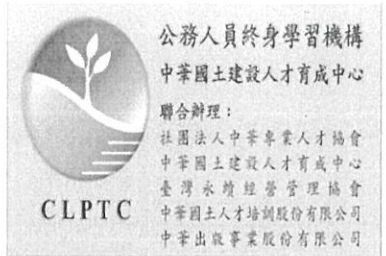 公務人員終身學習機構
中華國土建設人才育成中心
聯合辦理：
社團法人中華專業人才協會
中華國土建設人才育成中心
臺灣永續經營管理協會
中華國土人才培訓股份有限公司
中華出版事業股份有限公司
CLPTC